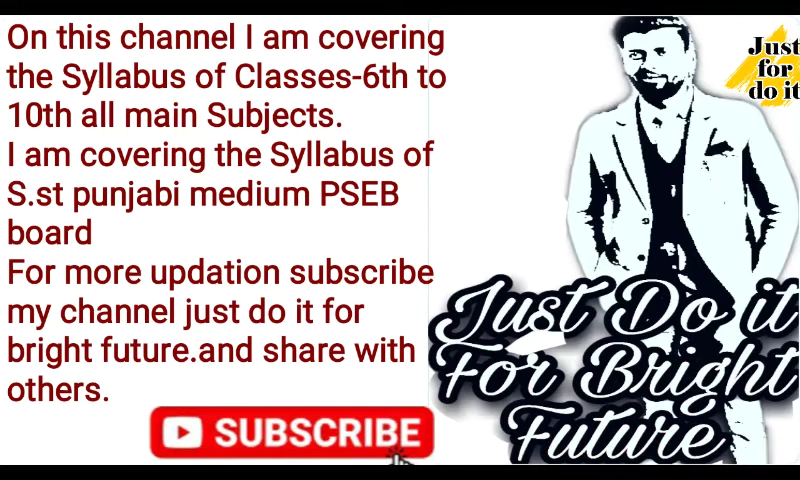 On this channel I am covering
the Syllabus of Classes-6th to
10th all main Subjects.
I am covering the Syllabus of
S.st punjabi medium PSEB
board
For more updation subscribe
my channel just do it for
bright future.and share with
others.
SUBSCRIBE
Just
for
do it
Just Do it
For Bright
Future